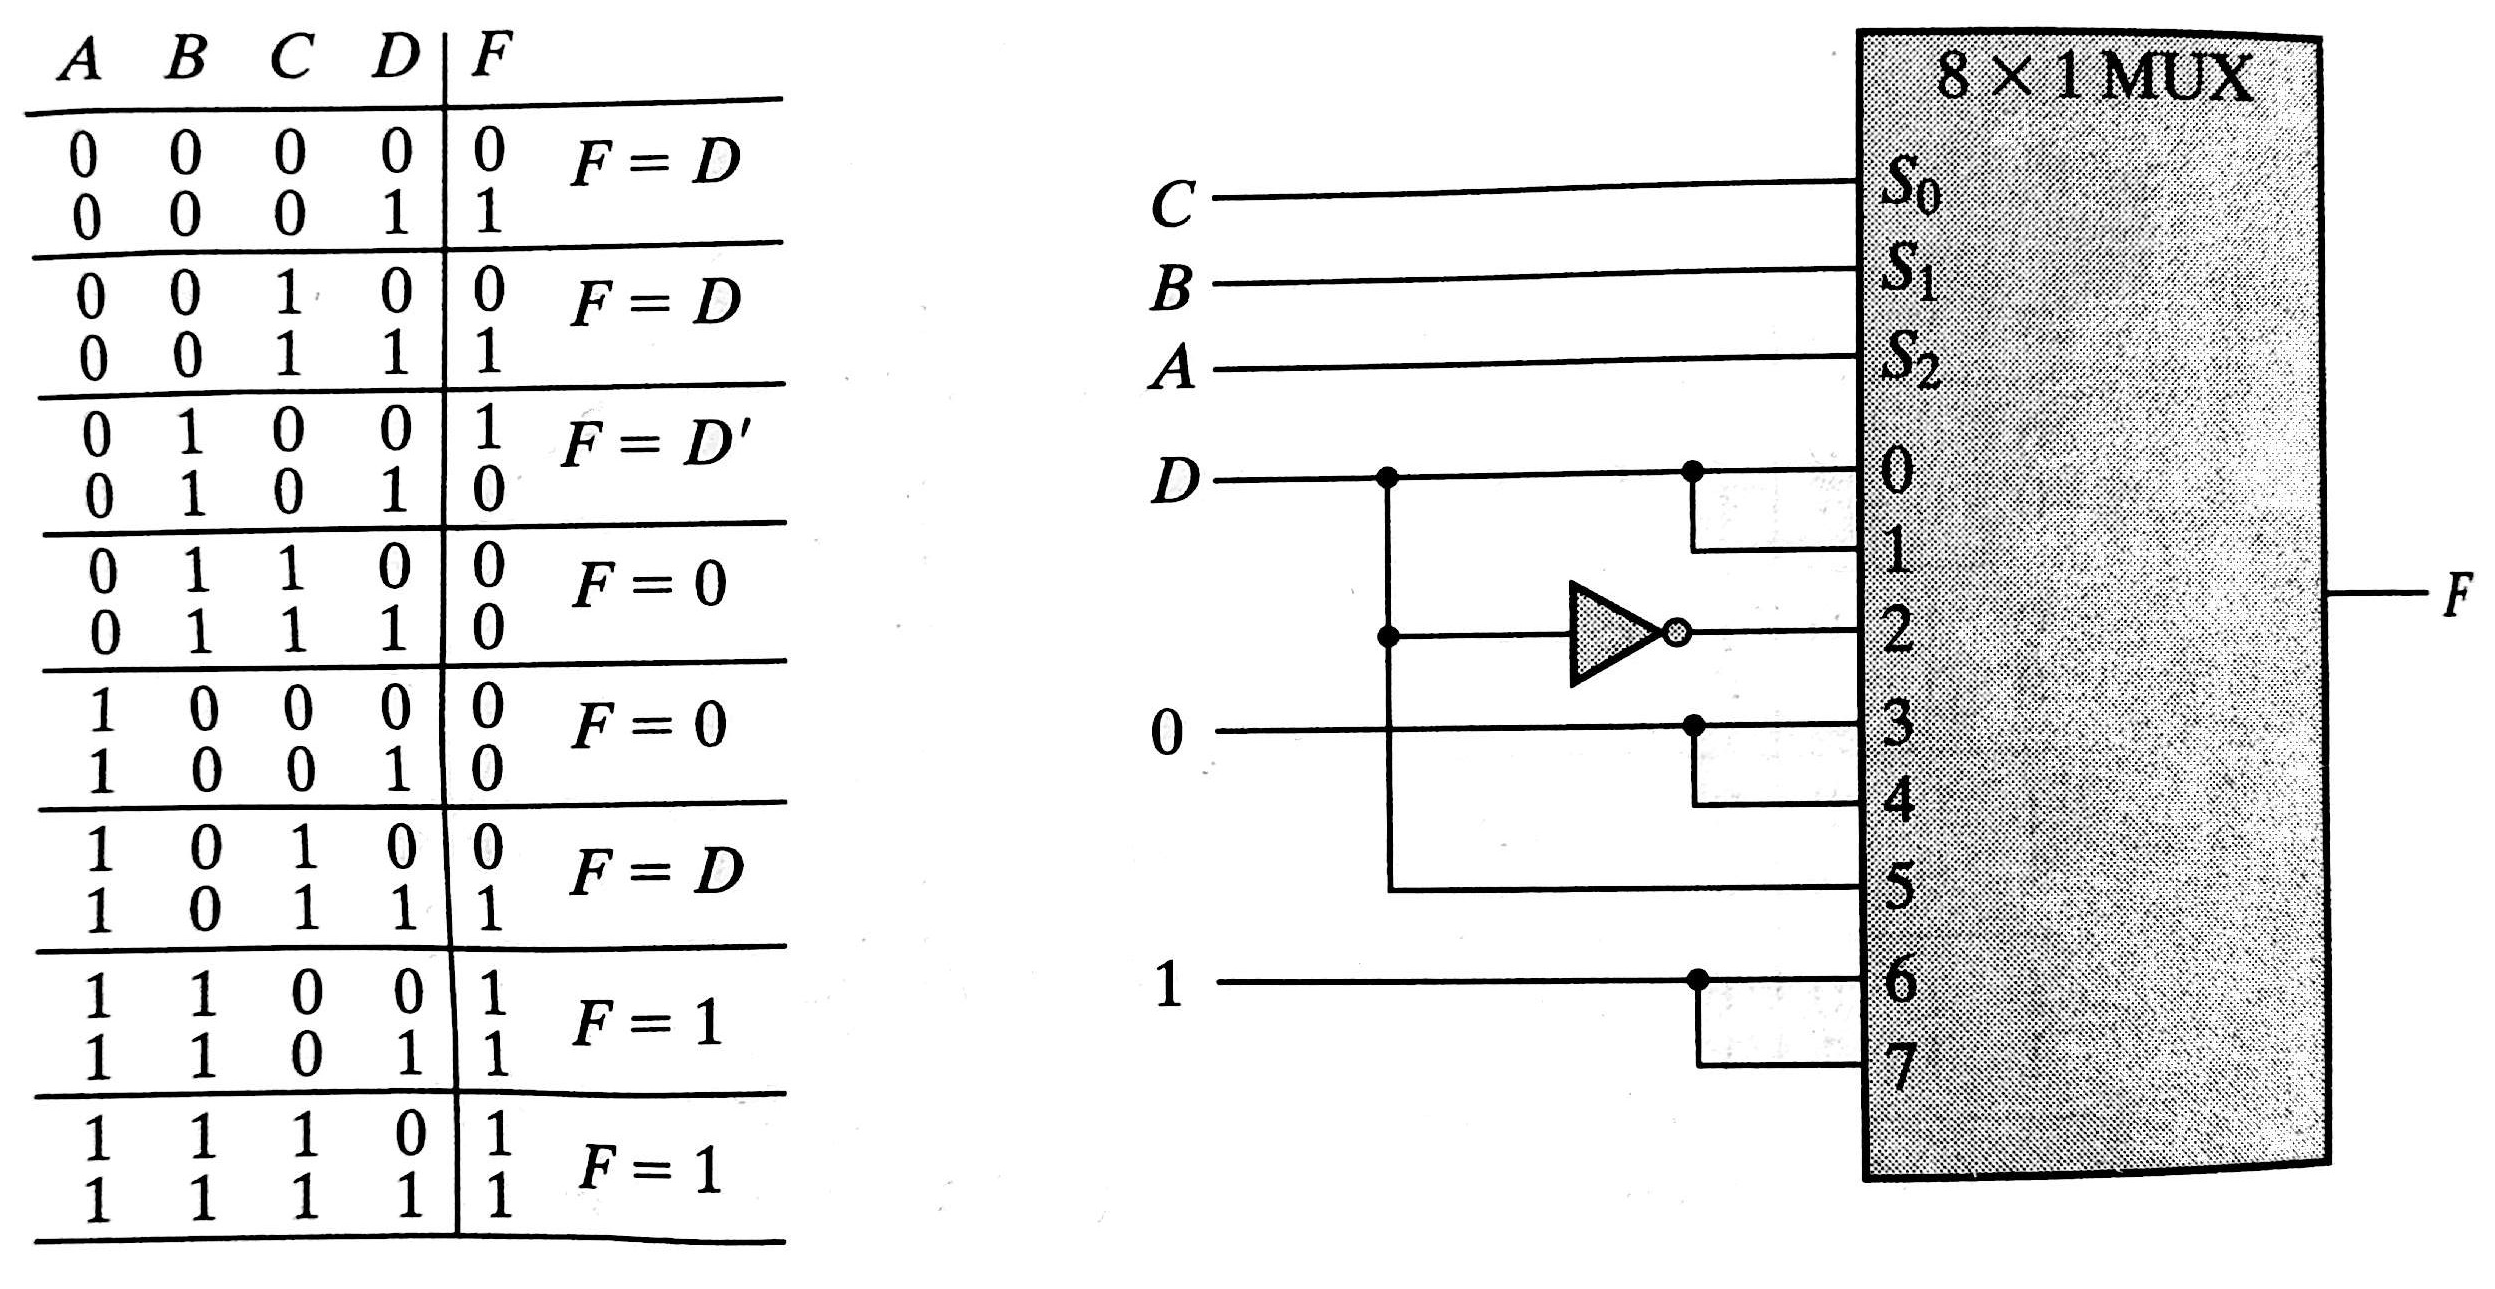 A B C D F
0 0 0 0 0 F = D
0 0 0 1 1
0 0 1 0 0 F = D
0 0 1 1 1
0 1 0 0 1 F = D'
0 1 0 1 0
0 1 1 0 0 F = 0
0 1 1 1 0
1 0 0 0 0 F = 0
1 0 0 1 0
1 0 1 0 0 F = D
1 0 1 1 1
1 1 0 0 1 F = 1
1 1 0 1 1
1 1 1 0 1 F = 1
1 1 1 1 1
8 × 1 MUX
C S₀
B S₁
A S₂
D 0
1
2
F
0 3
4
5
1 6
7